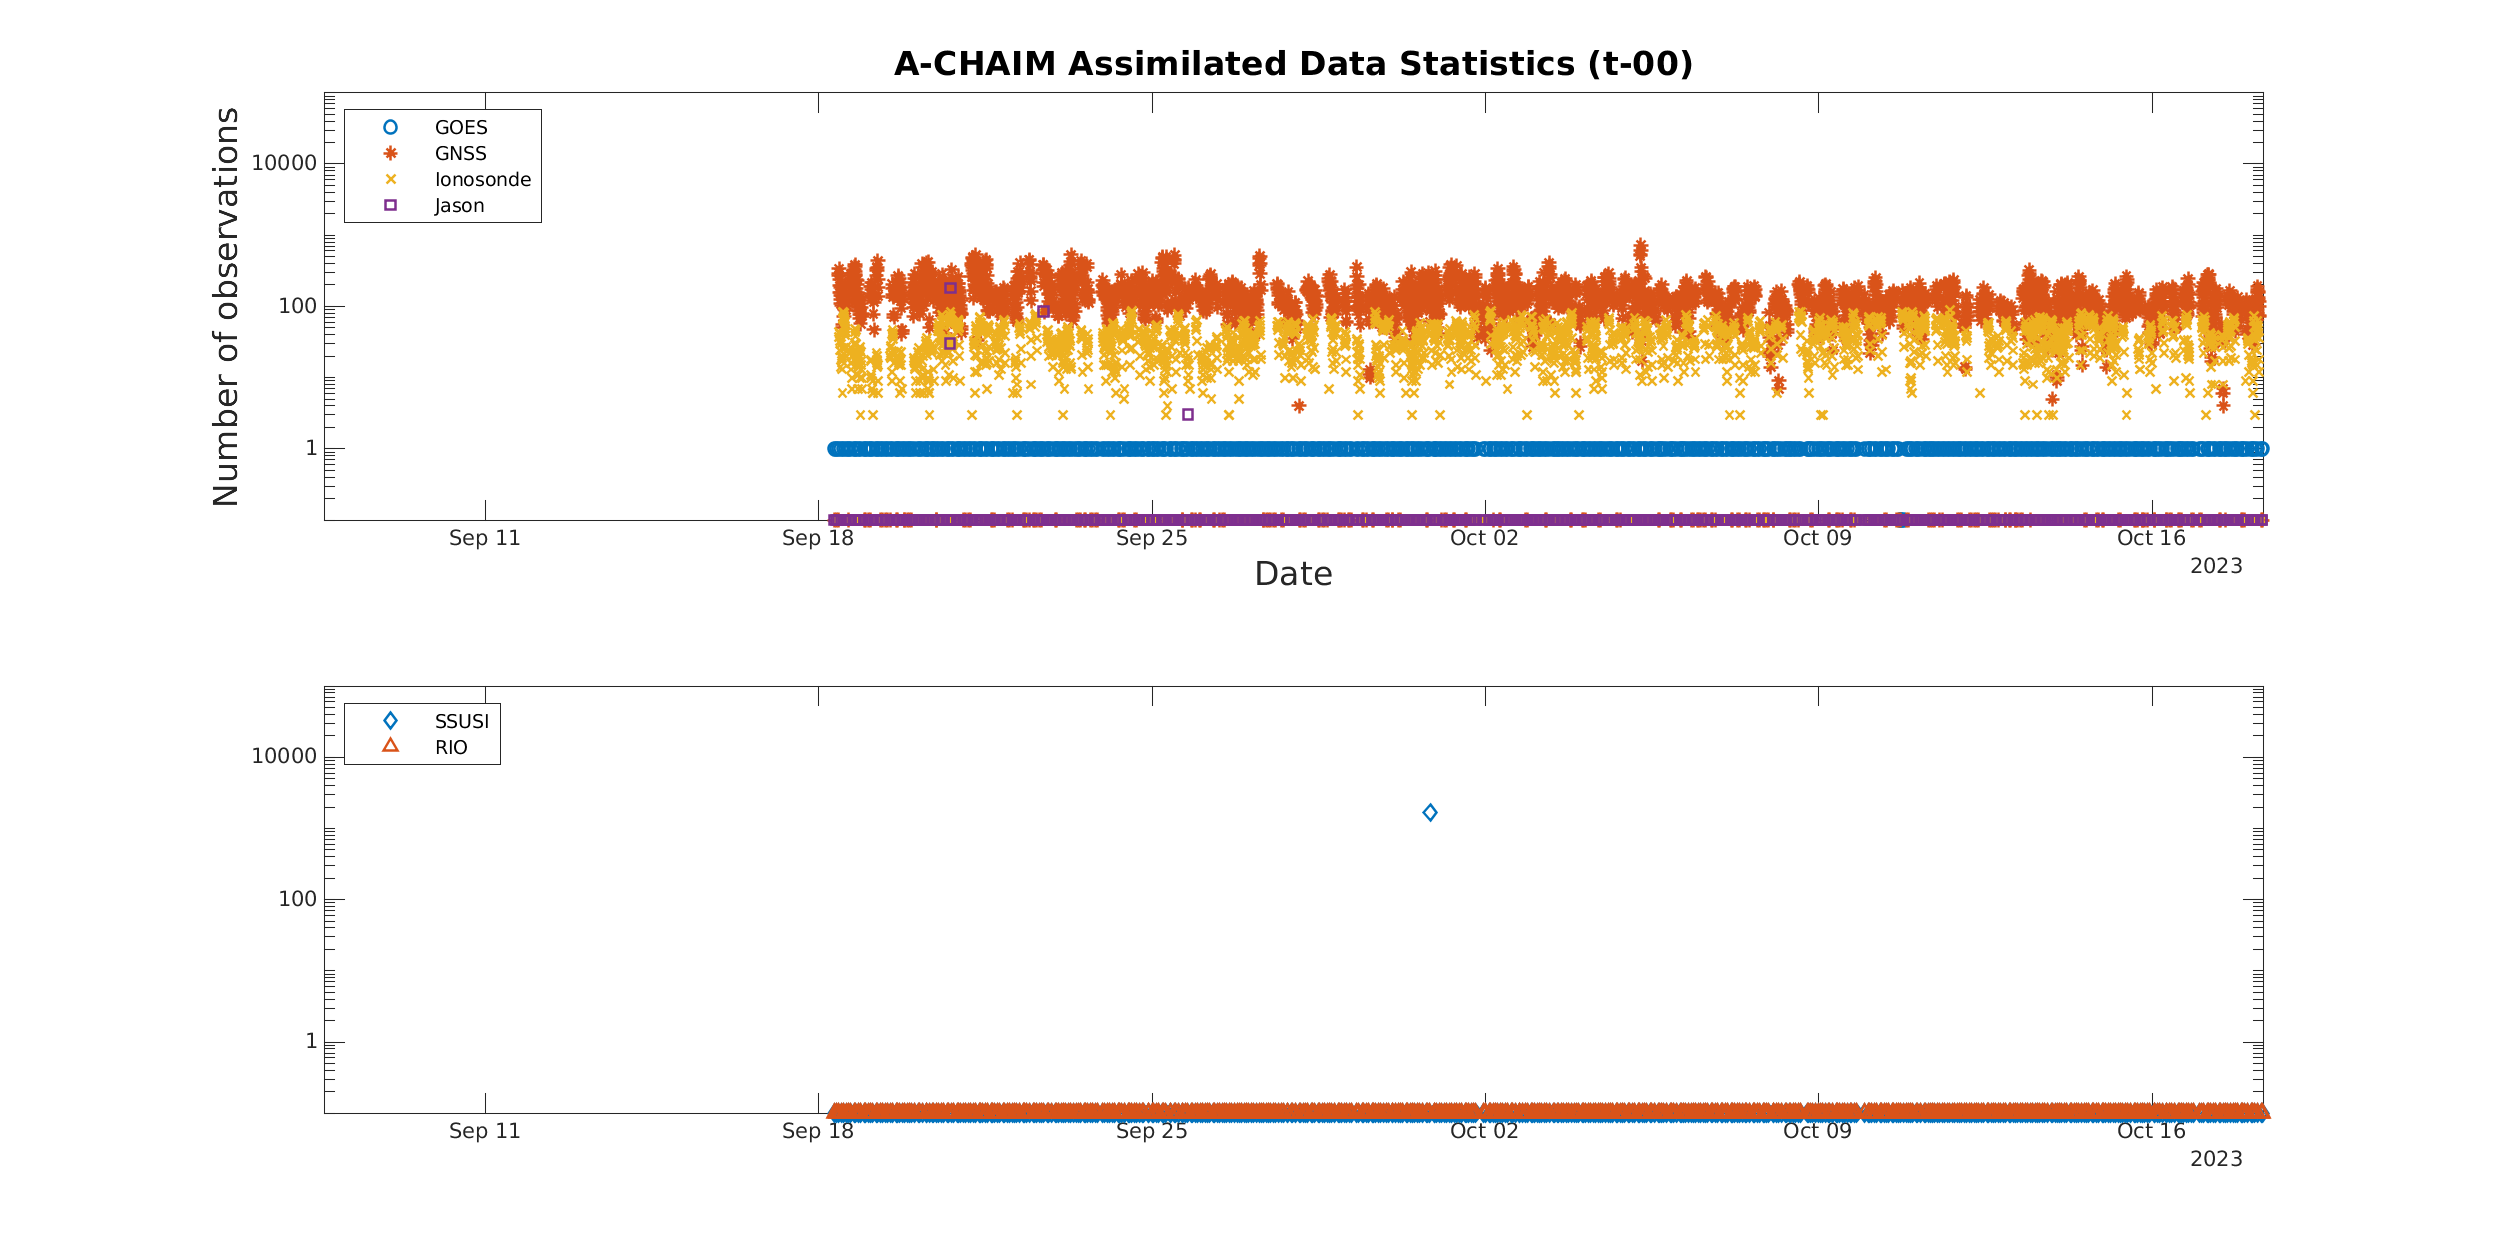 A-CHAIM Assimilated Data Statistics (t-00)
Number of observations
10000
100
1
GOES
GNSS
Ionosonde
Jason
Sep 11
Sep 18
Sep 25
Oct 02
Oct 09
Oct 16
2023
Date
10000
100
1
SSUSI
RIO
Sep 11
Sep 18
Sep 25
Oct 02
Oct 09
Oct 16
2023